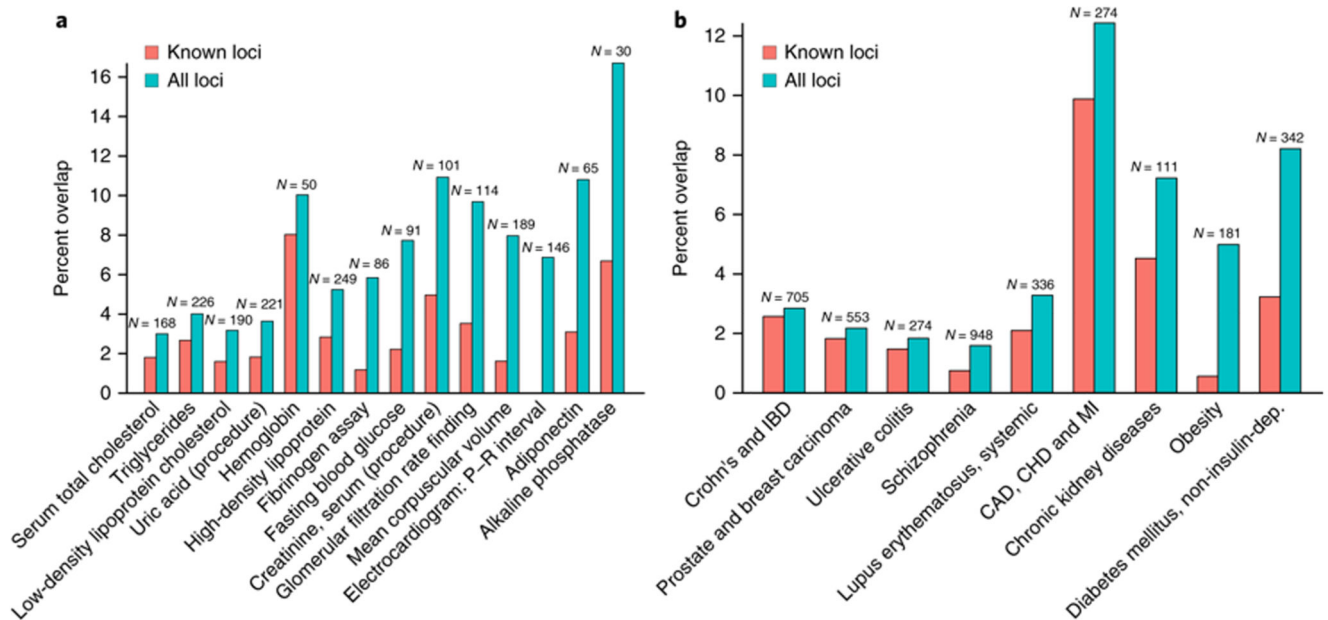 a
Known loci
All loci
Percent overlap
16
14
12
10
8
6
4
2
0
N = 168
N = 226
N = 190
N = 221
N = 50
N = 249
N = 86
N = 91
N = 101
N = 114
N = 189
N = 146
N = 65
N = 30
Serum total cholesterol
Triglycerides
Low-density lipoprotein cholesterol
Uric acid (procedure)
Hemoglobin
High-density lipoprotein
Fibrinogen assay
Fasting blood glucose
Creatinine, serum (procedure)
Glomerular filtration rate finding
Mean corpuscular volume
Electrocardiogram: P–R interval
Adiponectin
Alkaline phosphatase
b
Known loci
All loci
Percent overlap
12
10
8
6
4
2
0
N = 705
N = 553
N = 274
N = 948
N = 336
N = 274
N = 111
N = 181
N = 342
Crohn's and IBD
Prostate and breast carcinoma
Ulcerative colitis
Schizophrenia
Lupus erythematosus, systemic
CAD, CHD and MI
Chronic kidney diseases
Obesity
Diabetes mellitus, non-insulin-dep.